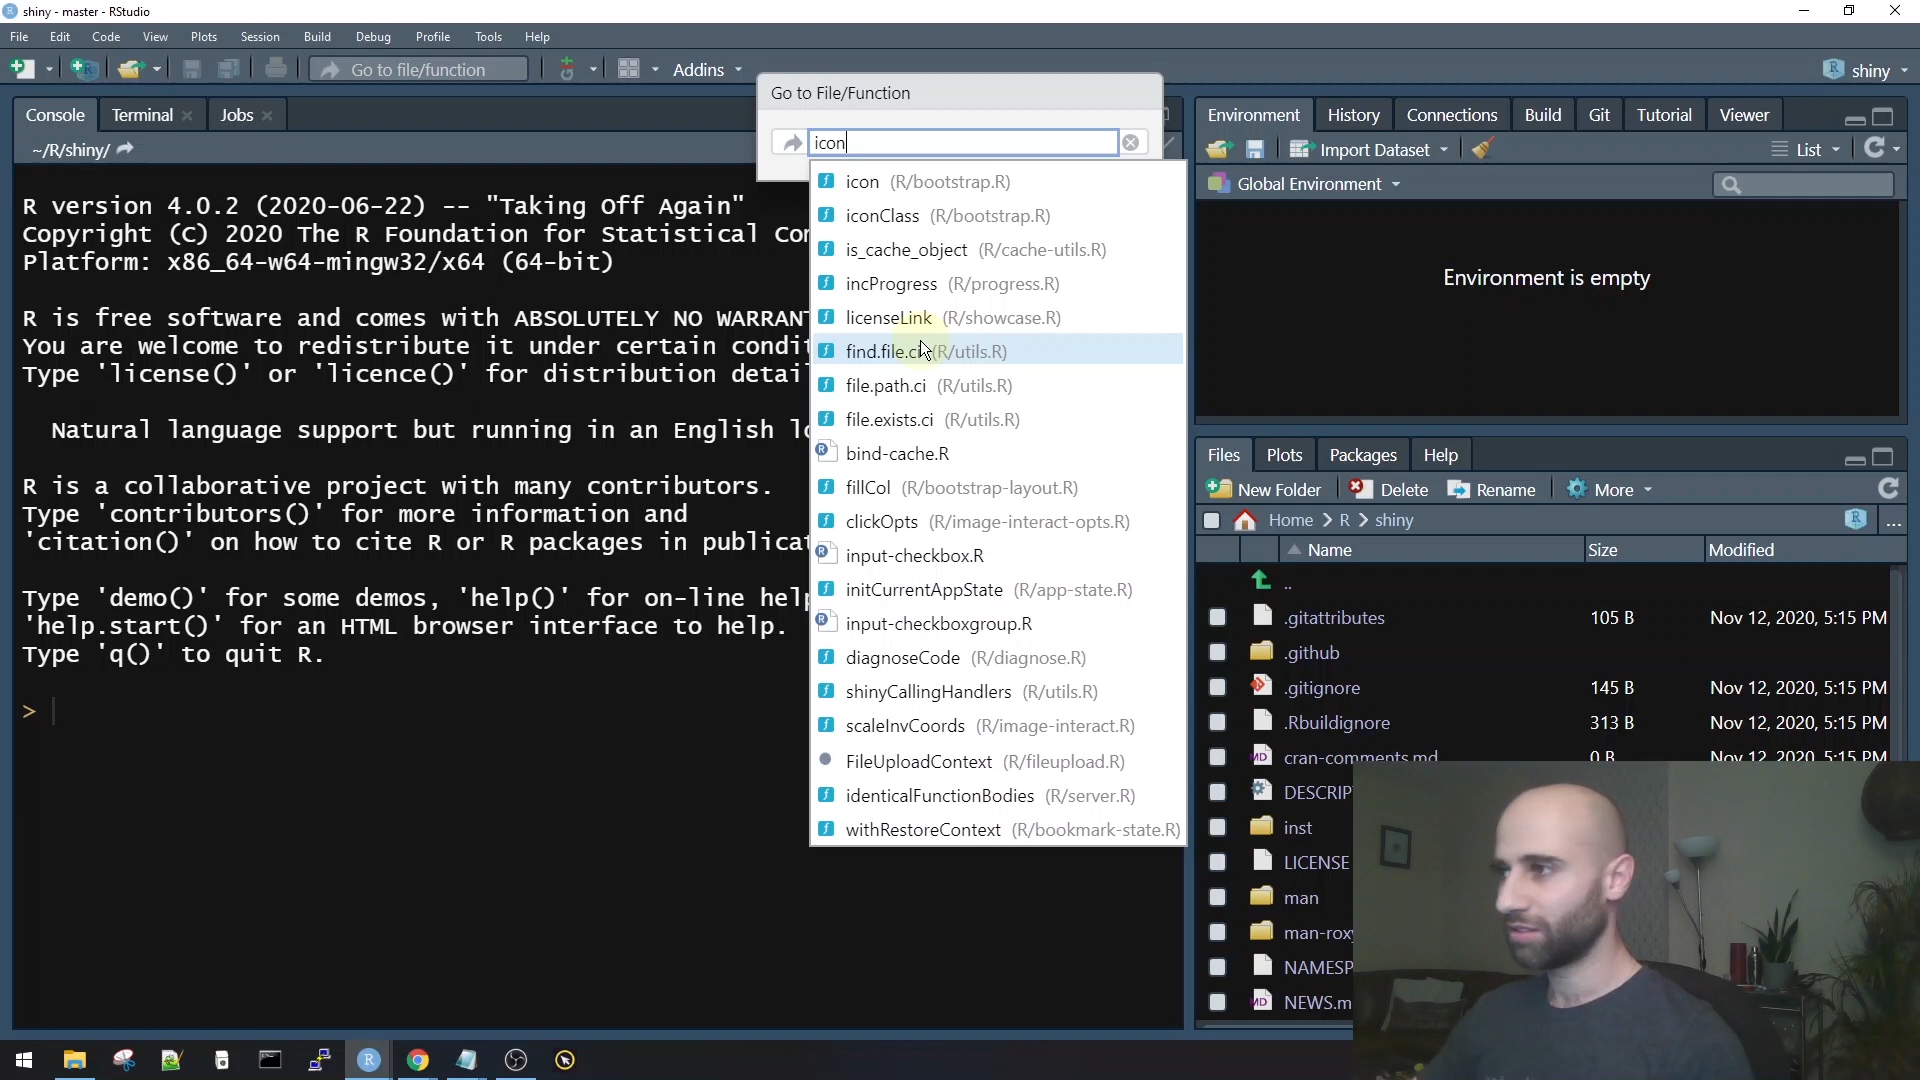 shiny - master - RStudio
File Edit Code View Plots Session Build Debug Profile Tools Help
Go to file/function Addins shiny
Console Terminal Jobs
~/R/shiny/
R version 4.0.2 (2020-06-22) -- "Taking Off Again"
Copyright (C) 2020 The R Foundation for Statistical
Platform: x86_64-w64-mingw32/x64 (64-bit)
R is free software and comes with ABSOLUTELY NO
You are welcome to redistribute it under certain
Type 'license()' or 'licence()' for distribution
Natural language support but running in an English
R is a collaborative project with many contributors.
Type 'contributors()' for more information and
'citation()' on how to cite R or R packages in
Type 'demo()' for some demos, 'help()' for on-line
'help.start()' for an HTML browser interface to help.
Type 'q()' to quit R.
>
Go to File/Function
icon
icon (R/bootstrap.R)
iconClass (R/bootstrap.R)
is_cache_object (R/cache-utils.R)
incProgress (R/progress.R)
licenseLink (R/showcase.R)
find.file.ci (R/utils.R)
file.path.ci (R/utils.R)
file.exists.ci (R/utils.R)
bind-cache.R
fillCol (R/bootstrap-layout.R)
clickOpts (R/image-interact-opts.R)
input-checkbox.R
initCurrentAppState (R/app-state.R)
input-checkboxgroup.R
diagnoseCode (R/diagnose.R)
shinyCallingHandlers (R/utils.R)
scaleInvCoords (R/image-interact.R)
FileUploadContext (R/fileupload.R)
identicalFunctionBodies (R/server.R)
withRestoreContext (R/bookmark-state.R)
Environment History Connections Build Git Tutorial Viewer
Import Dataset List
Global Environment
Environment is empty
Files Plots Packages Help
New Folder Delete Rename More
Home R shiny ...
Name Size Modified
..
.gitattributes 105 B Nov 12, 2020, 5:15 PM
.github
.gitignore 145 B Nov 12, 2020, 5:15 PM
.Rbuildignore 313 B Nov 12, 2020, 5:15 PM
cran-comments.md 0 B Nov 12, 2020, 5:15 PM
DESCRIP
inst
LICENSE
man
man-rox
NAMESP
NEWS.m